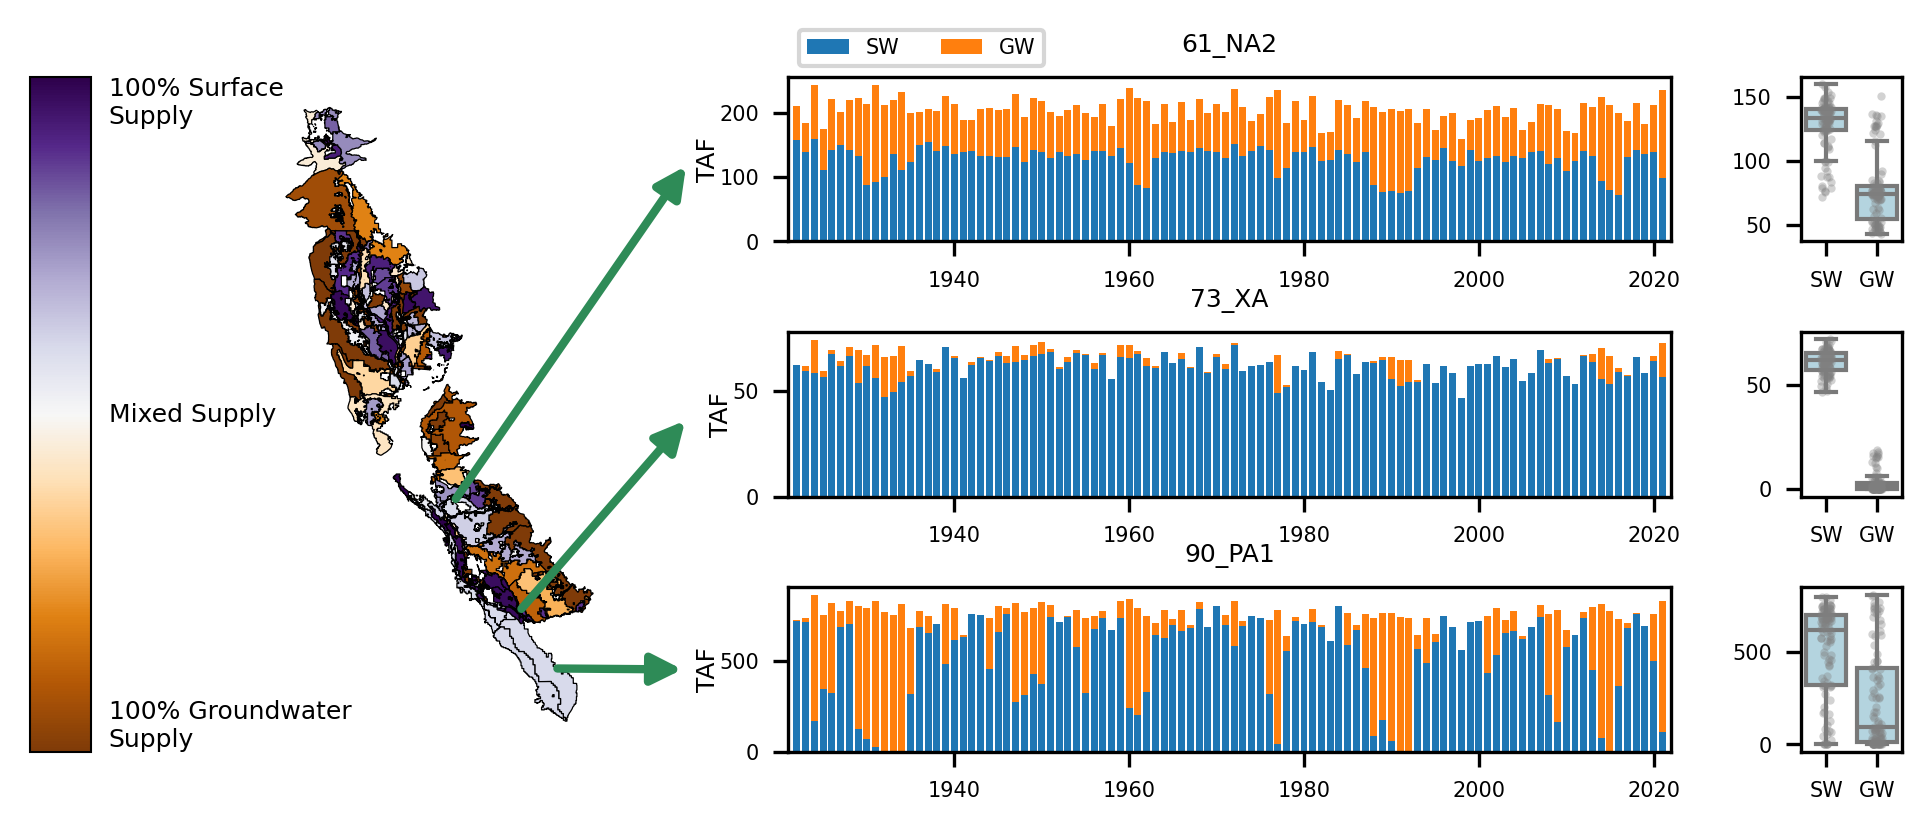 100% Surface
Supply
Mixed Supply
100% Groundwater
Supply
SW GW
61_NA2
TAF
200
100
0
1940 1960 1980 2000 2020
150
100
50
SW GW
73_XA
TAF
50
0
1940 1960 1980 2000 2020
50
0
SW GW
90_PA1
TAF
500
0
1940 1960 1980 2000 2020
500
0
SW GW